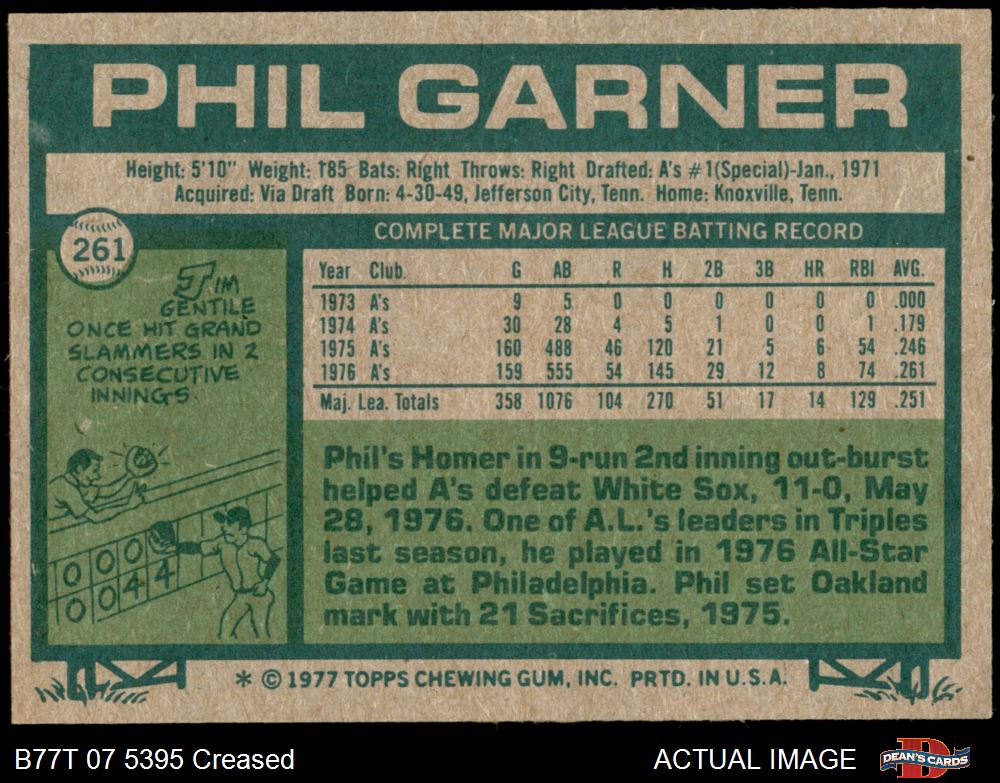 PHIL GARNER
Height: 5'10" Weight: 185 Bats: Right Throws: Right Drafted: A's #1(Special)-Jan., 1971
Acquired: Via Draft Born: 4-30-49, Jefferson City, Tenn. Home: Knoxville, Tenn.
261
JIM
GENTILE
ONCE HIT GRAND
SLAMMERS IN 2
CONSECUTIVE
INNINGS.
0 0 0
0 0 4 4
COMPLETE MAJOR LEAGUE BATTING RECORD
Year Club G AB R H 2B 3B HR RBI AVG.
1973 A's 9 5 0 0 0 0 0 0 .000
1974 A's 30 28 4 5 1 0 0 1 .179
1975 A's 160 488 46 120 21 5 6 54 .246
1976 A's 159 555 54 145 29 12 8 74 .261
Maj. Lea. Totals 358 1076 104 270 51 17 14 129 .251
Phil's Homer in 9-run 2nd inning out-burst
helped A's defeat White Sox, 11-0, May
28, 1976. One of A.L.'s leaders in Triples
last season, he played in 1976 All-Star
Game at Philadelphia. Phil set Oakland
mark with 21 Sacrifices, 1975.
* © 1977 TOPPS CHEWING GUM, INC. PRTD. IN U.S.A.
B77T 07 5395 Creased
ACTUAL IMAGE
D
DEAN'S CARDS